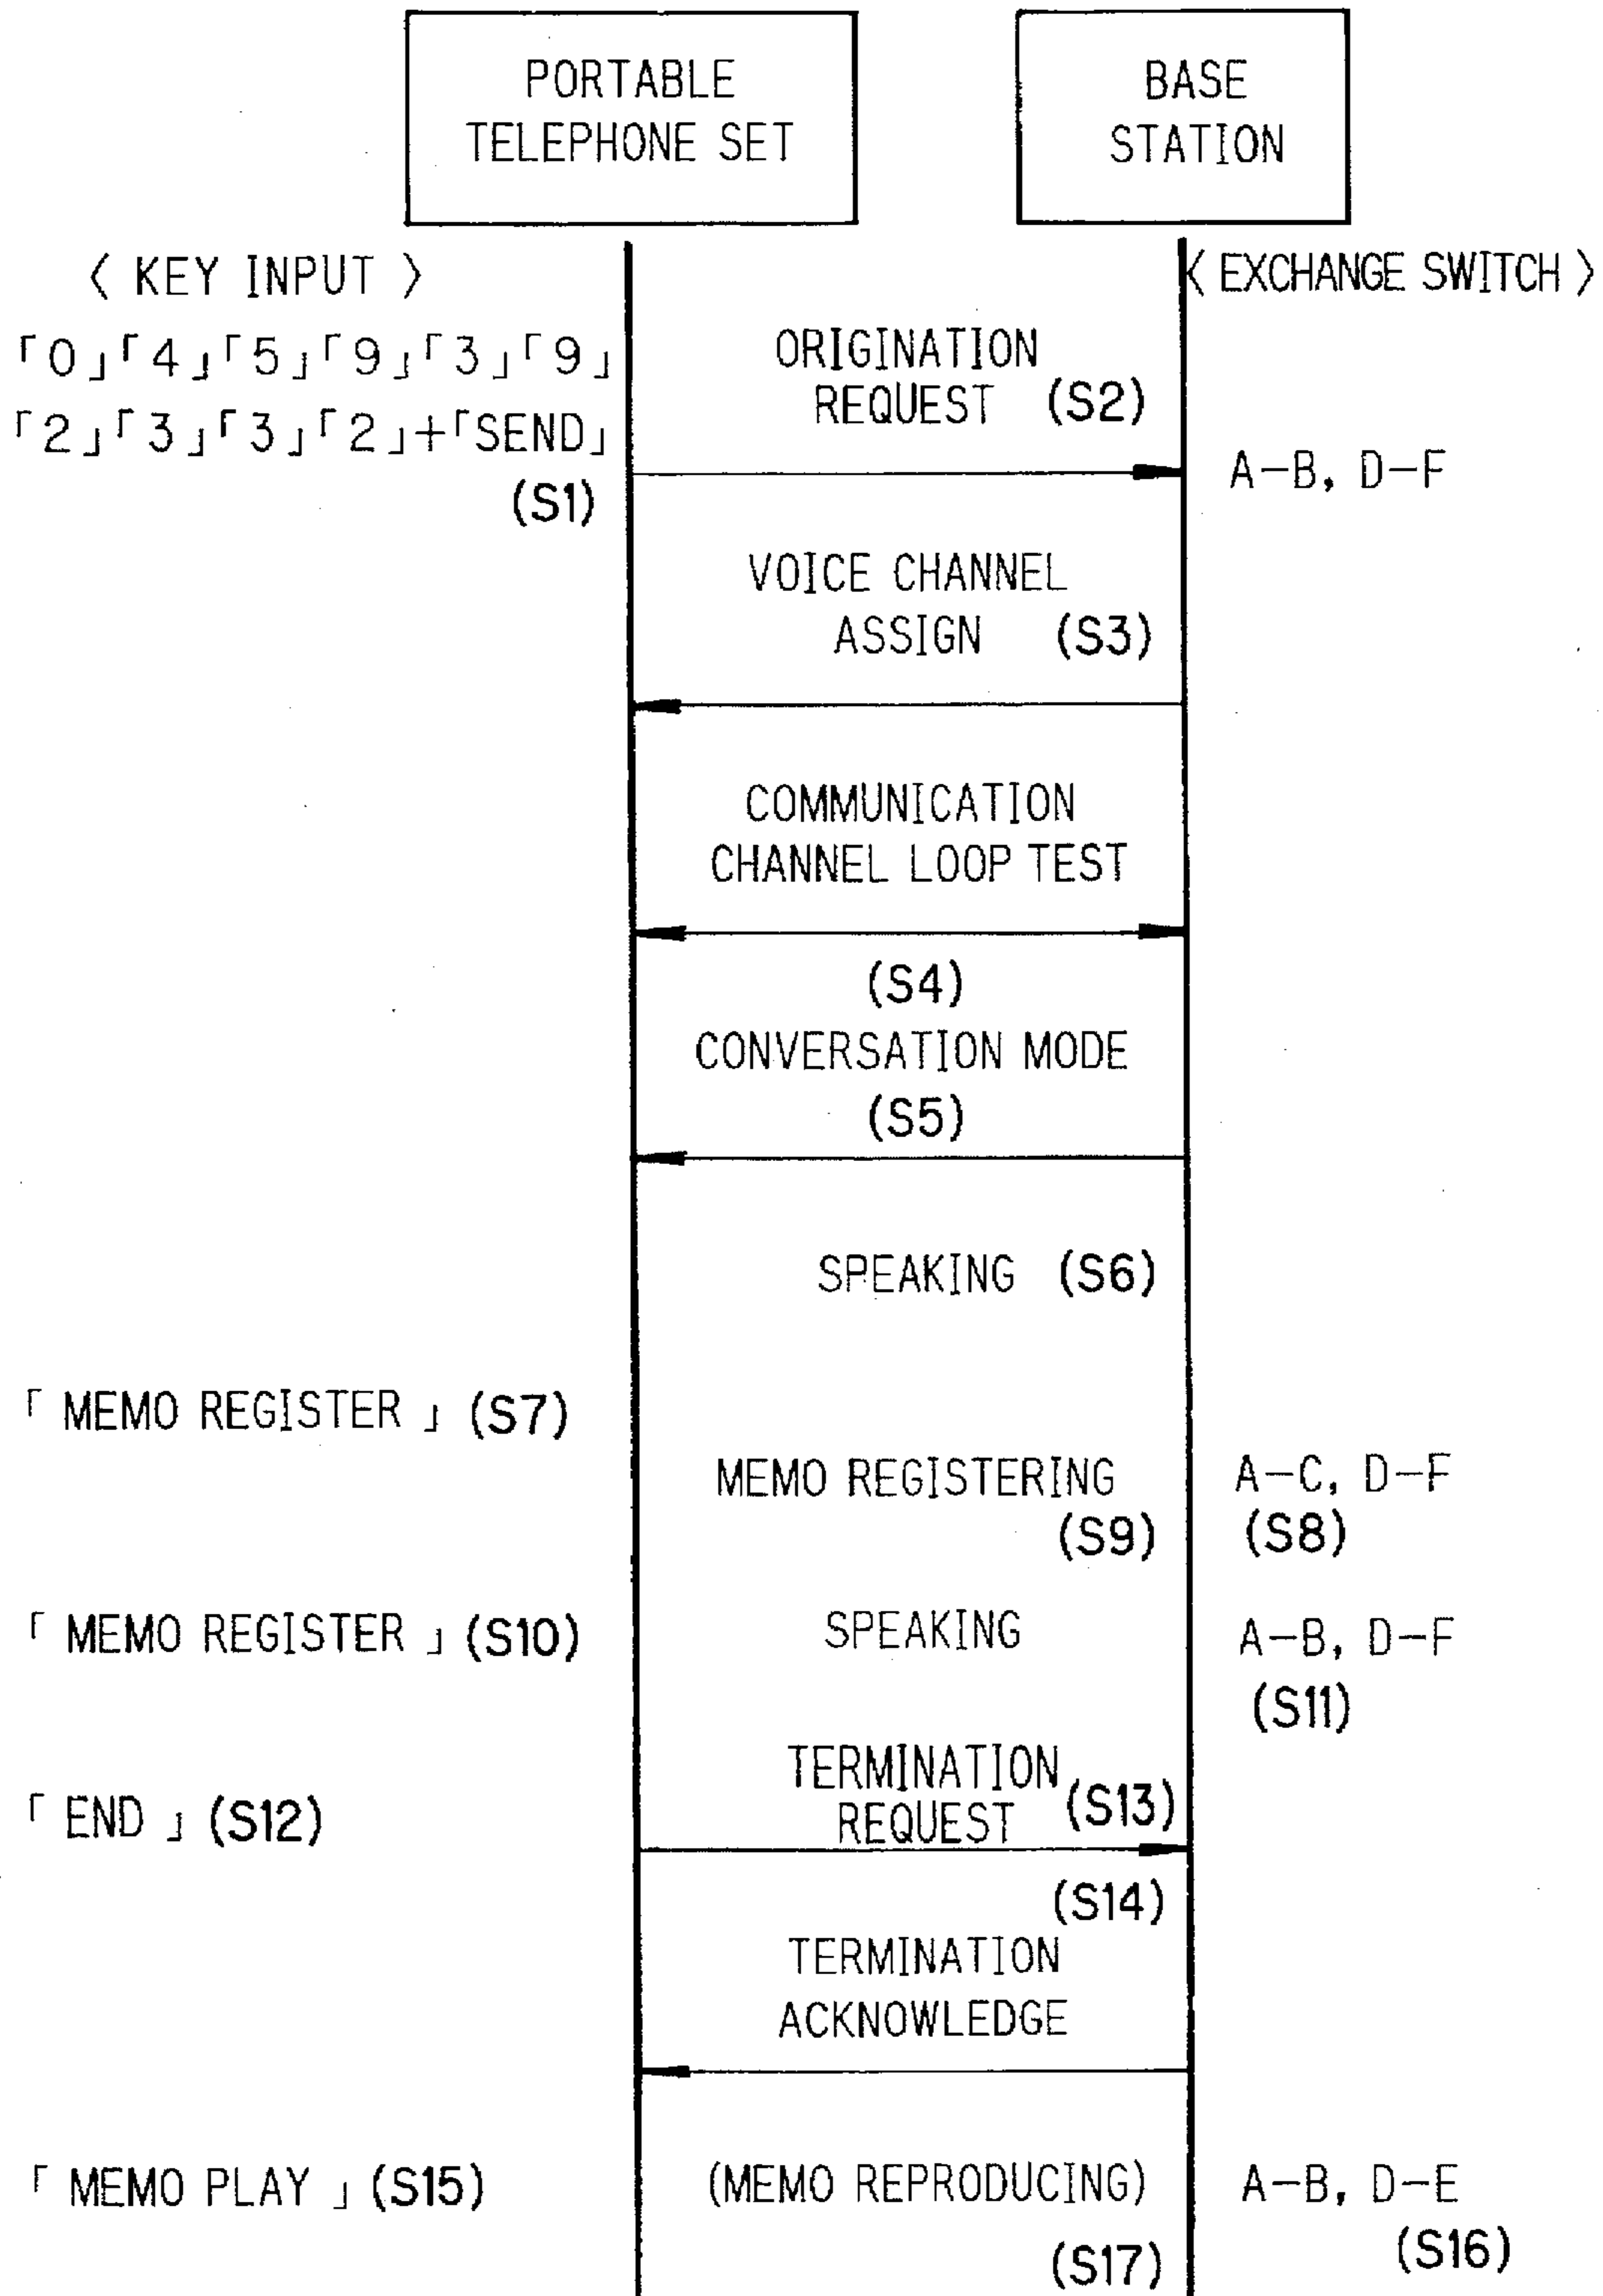 PORTABLE
TELEPHONE SET
BASE
STATION
〈 KEY INPUT 〉
〈 EXCHANGE SWITCH 〉
「0」「4」「5」「9」「3」「9」
「2」「3」「3」「2」+「SEND」
(S1)
ORIGINATION
REQUEST (S2)
A-B, D-F
VOICE CHANNEL
ASSIGN (S3)
COMMUNICATION
CHANNEL LOOP TEST
(S4)
CONVERSATION MODE
(S5)
SPEAKING (S6)
「 MEMO REGISTER 」 (S7)
MEMO REGISTERING
(S9)
A-C, D-F
(S8)
「 MEMO REGISTER 」 (S10)
SPEAKING
A-B, D-F
(S11)
TERMINATION
REQUEST (S13)
「 END 」 (S12)
(S14)
TERMINATION
ACKNOWLEDGE
「 MEMO PLAY 」 (S15)
(MEMO REPRODUCING)
(S17)
A-B, D-E
(S16)